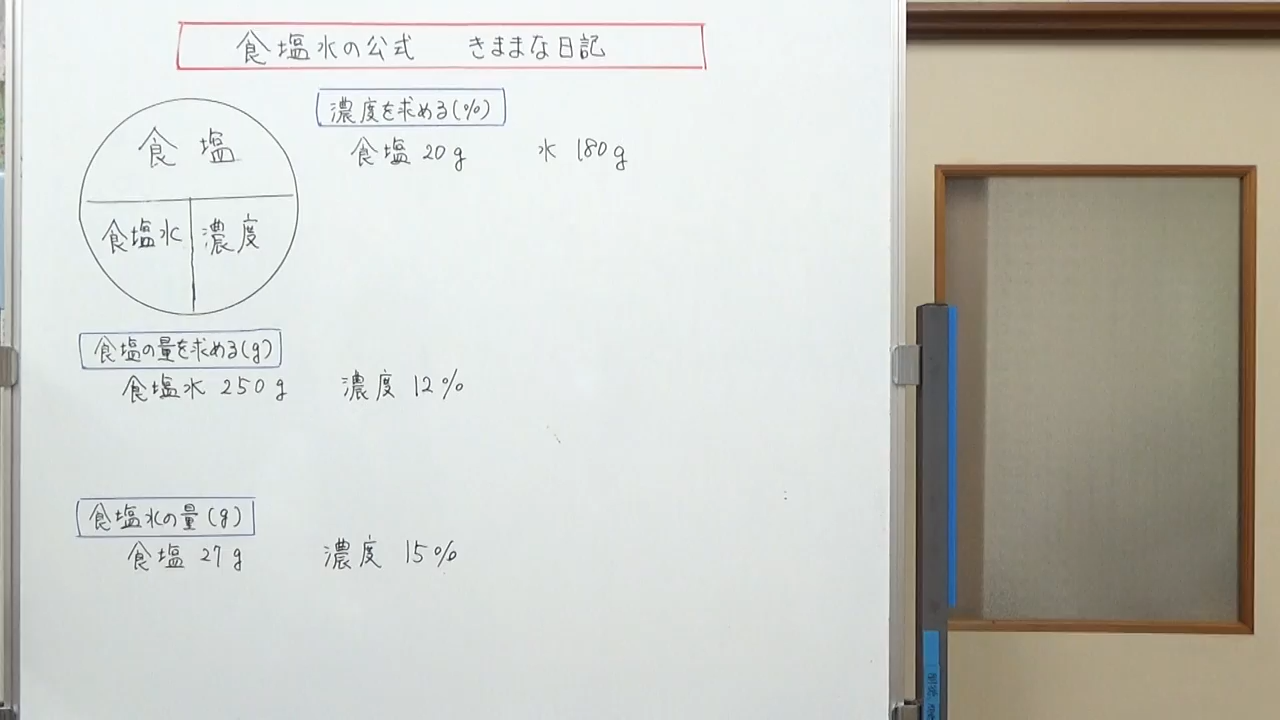 食塩水の公式 きままな日記
食塩
食塩水 濃度
濃度を求める(%)
食塩 20g 水 180g
食塩の量を求める(g)
食塩水 250g 濃度 12%
食塩水の量(g)
食塩 27g 濃度 15%